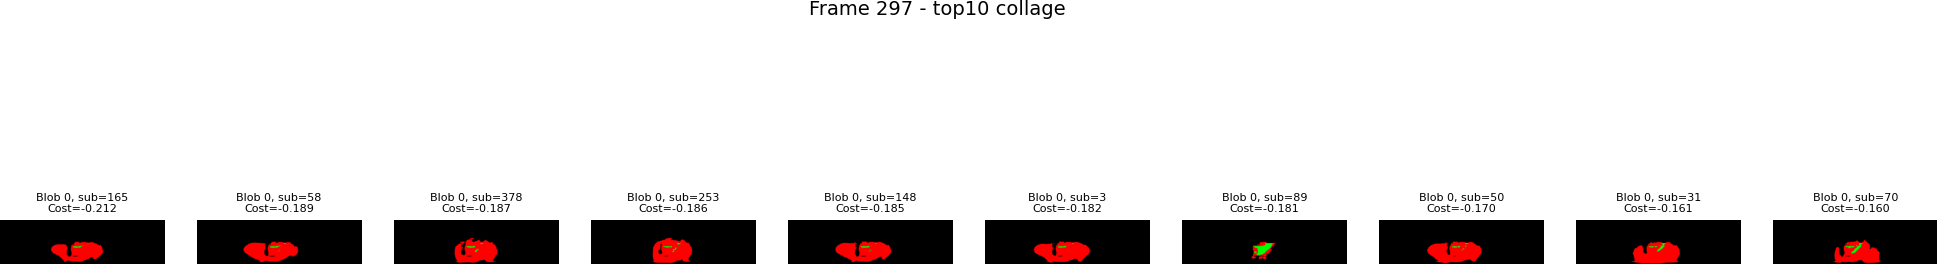 Frame 297 - top10 collage
Blob 0, sub=165
Cost=-0.212
Blob 0, sub=58
Cost=-0.189
Blob 0, sub=378
Cost=-0.187
Blob 0, sub=253
Cost=-0.186
Blob 0, sub=148
Cost=-0.185
Blob 0, sub=3
Cost=-0.182
Blob 0, sub=89
Cost=-0.181
Blob 0, sub=50
Cost=-0.170
Blob 0, sub=31
Cost=-0.161
Blob 0, sub=70
Cost=-0.160